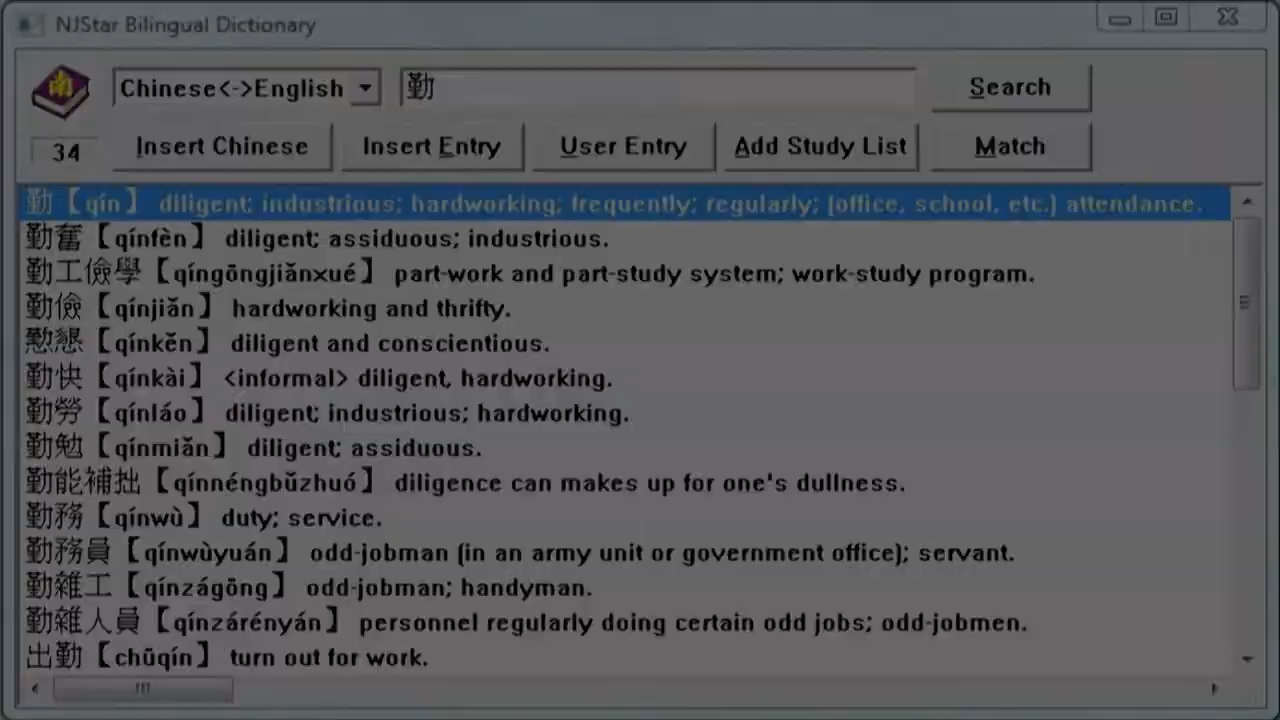 NJStar Bilingual Dictionary
Chinese<->English 勤 Search
34 Insert Chinese Insert Entry User Entry Add Study List Match
勤【qín】 diligent; industrious; hardworking; frequently; regularly; (office, school, etc.) attendance.
勤奮【qínfèn】 diligent; assiduous; industrious.
勤工儉學【qíngōngjiǎnxué】 part-work and part-study system; work-study program.
勤儉【qínjiǎn】 hardworking and thrifty.
懃懇【qínkěn】 diligent and conscientious.
勤快【qínkài】 <informal> diligent, hardworking.
勤勞【qínláo】 diligent; industrious; hardworking.
勤勉【qínmiǎn】 diligent; assiduous.
勤能補拙【qínnéngbǔzhuó】 diligence can makes up for one's dullness.
勤務【qínwù】 duty; service.
勤務員【qínwùyuán】 odd-jobman (in an army unit or government office); servant.
勤雜工【qínzágōng】 odd-jobman; handyman.
勤雜人員【qínzárényán】 personnel regularly doing certain odd jobs; odd-jobmen.
出勤【chūqín】 turn out for work.